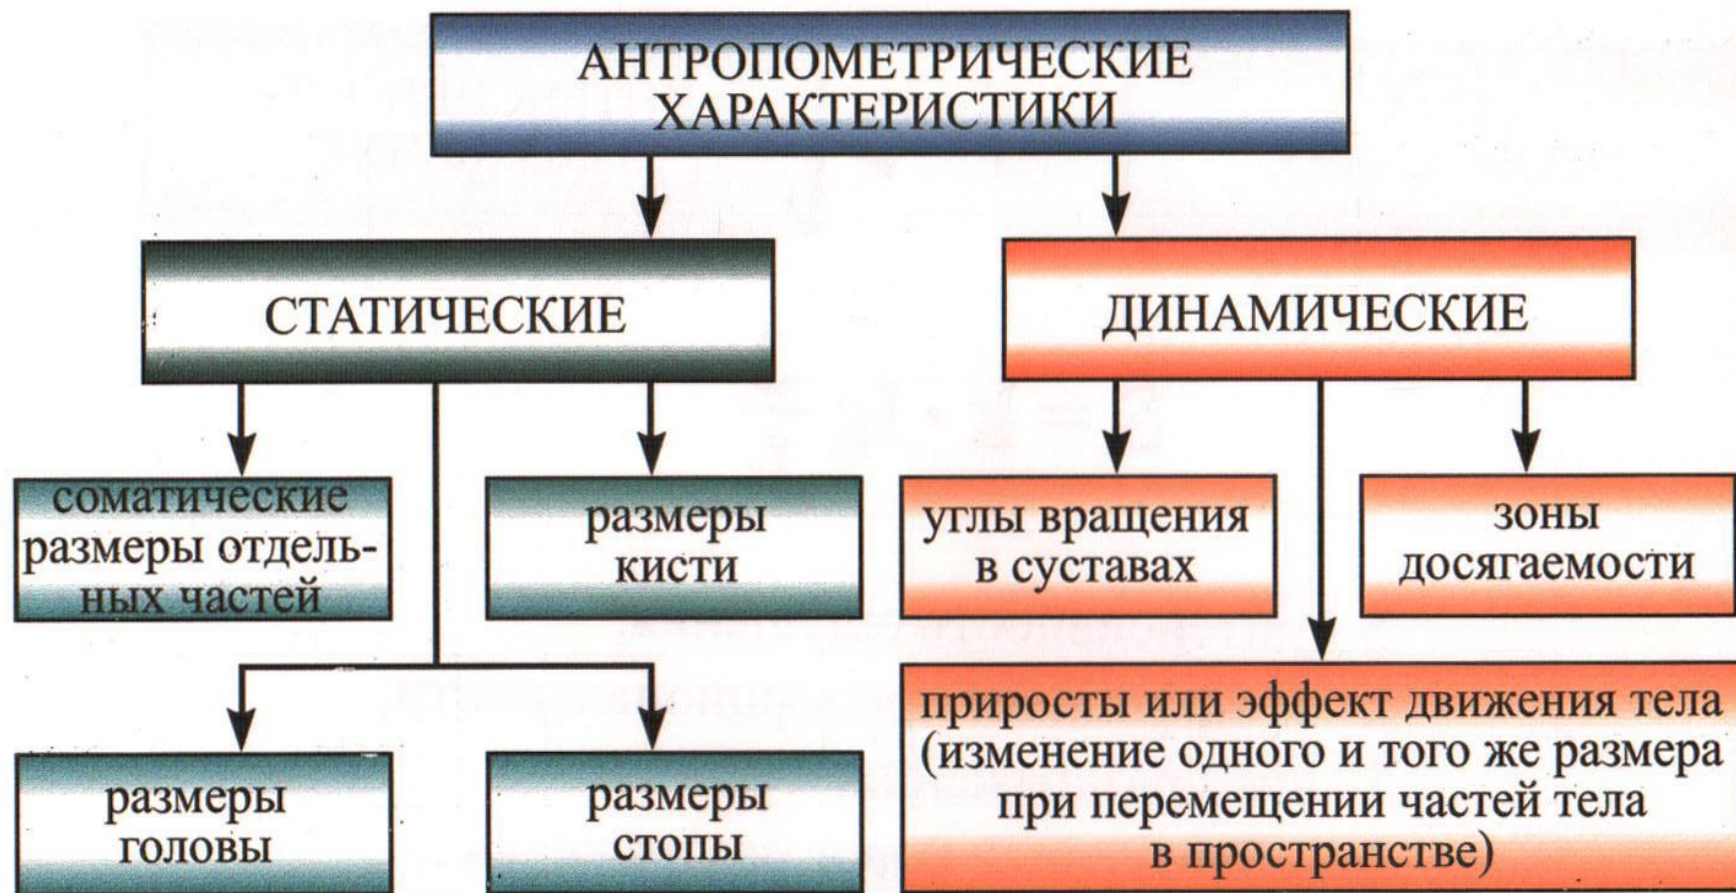 АНТРОПОМЕТРИЧЕСКИЕ
ХАРАКТЕРИСТИКИ
СТАТИЧЕСКИЕ
ДИНАМИЧЕСКИЕ
соматические
размеры отдель-
ных частей
размеры
кисти
углы вращения
в суставах
зоны
досягаемости
размеры
головы
размеры
стопы
приросты или эффект движения тела
(изменение одного и того же размера
при перемещении частей тела
в пространстве)